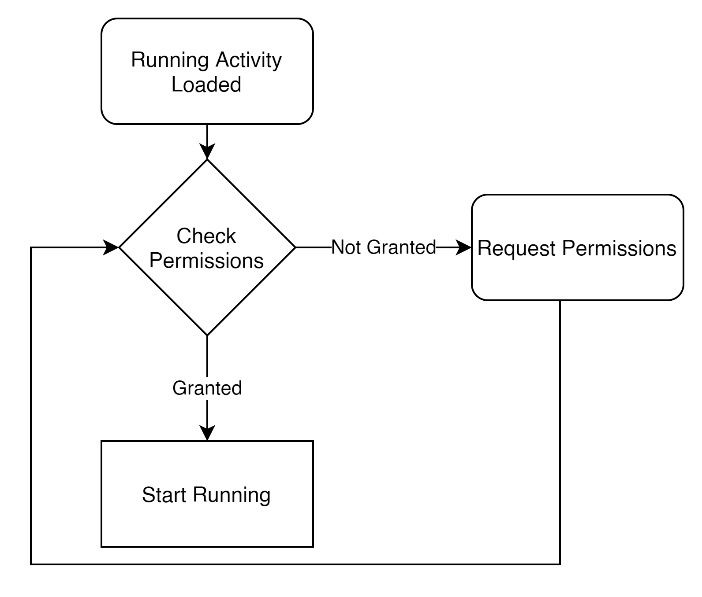 Running Activity
Loaded
Check
Permissions
Not Granted
Request Permissions
Granted
Start Running